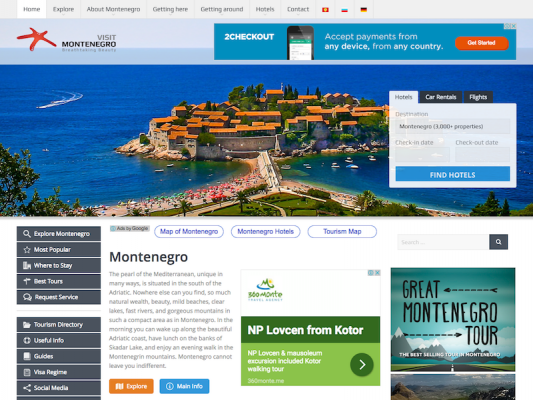 Home
Explore
About Montenegro
Getting here
Getting around
Hotels
Contact
VISIT
MONTENEGRO
Breathtaking Beauty
2CHECKOUT
Accept payments from
any device, from any country.
Get Started
Hotels
Car Rentals
Flights
Destination
Montenegro (3,000+ properties)
Check-in date
Check-out date
FIND HOTELS
Explore Montenegro
Most Popular
Where to Stay
Best Tours
Request Service
Tourism Directory
Useful Info
Guides
Visa Regime
Social Media
Ads by Google
Map of Montenegro
Montenegro Hotels
Tourism Map
Montenegro
The pearl of the Mediterranean, unique in
many ways, is situated in the south of the
Adriatic. Nowhere else can you find, so much
natural wealth, beauty, mild beaches, clear
lakes, fast rivers, and gorgeous mountains in
such a compact area as in Montenegro. In the
morning you can wake up along the beautiful
Adriatic coast, have lunch on the banks of
Skadar Lake, and enjoy an evening walk in the
Montenegrin mountains. Montenegro cannot
leave you indifferent.
Explore
Main Info
360monte
TRAVEL AGENCY
NP Lovcen from Kotor
NP Lovcen & mausoleum
excursion included Kotor
walking tour
360monte.me
Search ...
GREAT
MONTENEGRO
TOUR
THE BEST SELLING TOUR IN MONTENEGRO